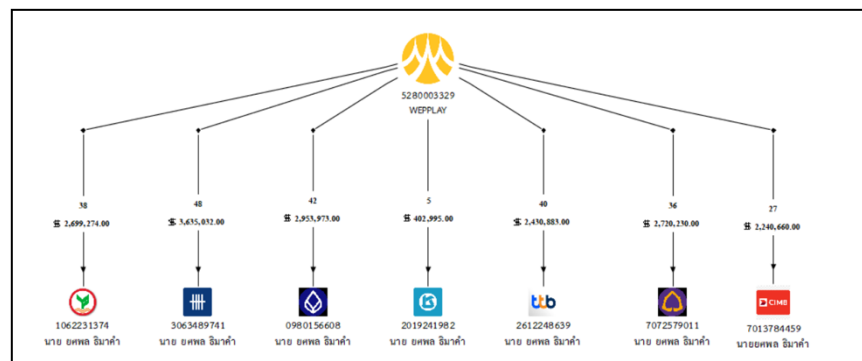 5280003329
WEPPLAY
38 48 42 5 40 36 27
฿ 2,699,274.00 ฿ 3,635,032.00 ฿ 2,953,973.00 ฿ 402,995.00 ฿ 2,430,883.00 ฿ 2,720,230.00 ฿ 2,240,660.00
ttb CIMB
1062231374 3063489741 0980156608 2019241982 2612248639 7072579011 7013784459
นาย ยศพล ธิมาคำ นาย ยศพล ธิมาคำ นาย ยศพล ธิมาคำ นาย ยศพล ธิมาคำ นาย ยศพล ธิมาคำ นาย ยศพล ธิมาคำ นายยศพล ธิมาคำ